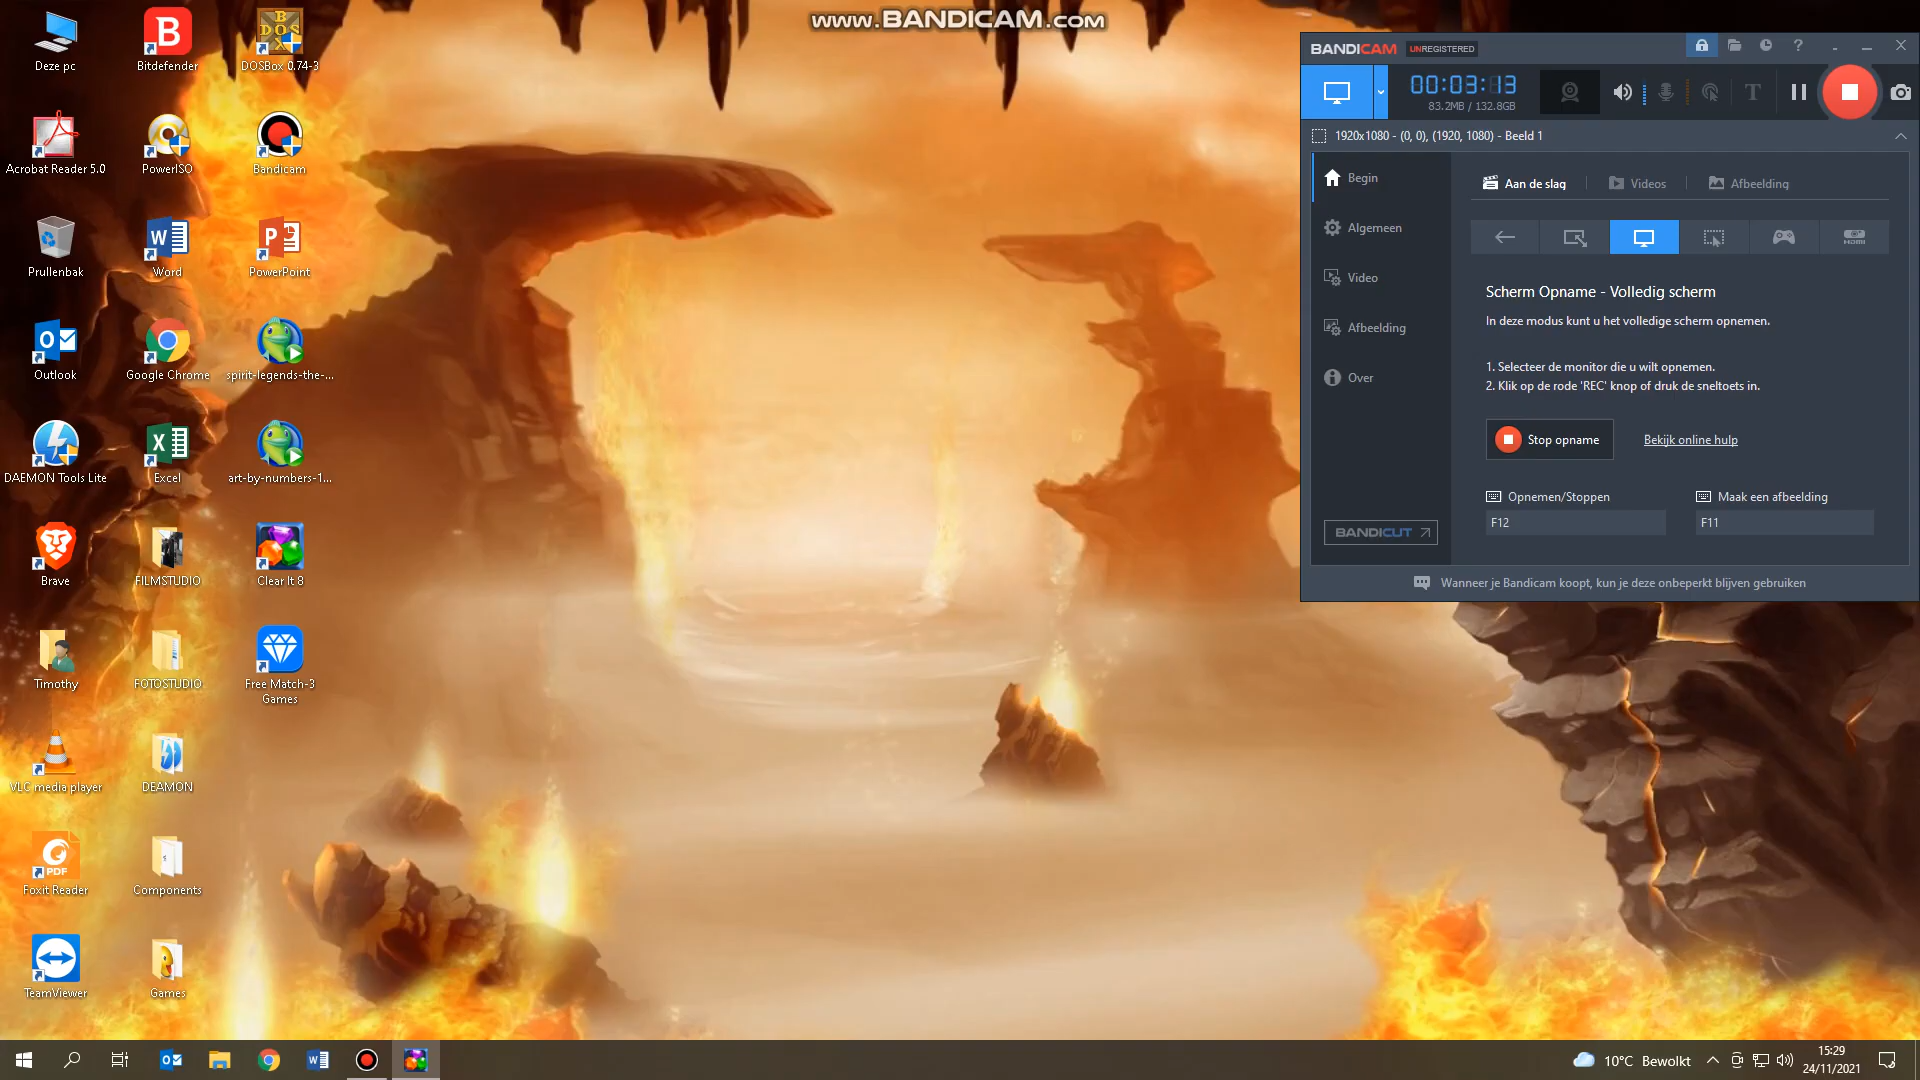 www.BANDICAM.com
Deze pc
Bitdefender
DOSBox 0.74-3
Acrobat Reader 5.0
PowerISO
Bandicam
Prullenbak
Word
PowerPoint
Outlook
Google Chrome
spirit-legends-the-...
DAEMON Tools Lite
Excel
art-by-numbers-1...
Brave
FILMSTUDIO
Clear It 8
Timothy
FOTOSTUDIO
Free Match-3
Games
VLC media player
DEAMON
Foxit Reader
Components
TeamViewer
Games
BANDICAM UNREGISTERED
00:03:13
83.2MB / 132.8GB
1920x1080 - (0, 0), (1920, 1080) - Beeld 1
Begin
Algemeen
Video
Afbeelding
Over
BANDICUT
Aan de slag
Videos
Afbeelding
HDMI
Scherm Opname - Volledig scherm
In deze modus kunt u het volledige scherm opnemen.
1. Selecteer de monitor die u wilt opnemen.
2. Klik op de rode 'REC' knop of druk de sneltoets in.
Stop opname
Bekijk online hulp
Opnemen/Stoppen
Maak een afbeelding
F12
F11
Wanneer je Bandicam koopt, kun je deze onbeperkt blijven gebruiken
10°C Bewolkt
15:29
24/11/2021